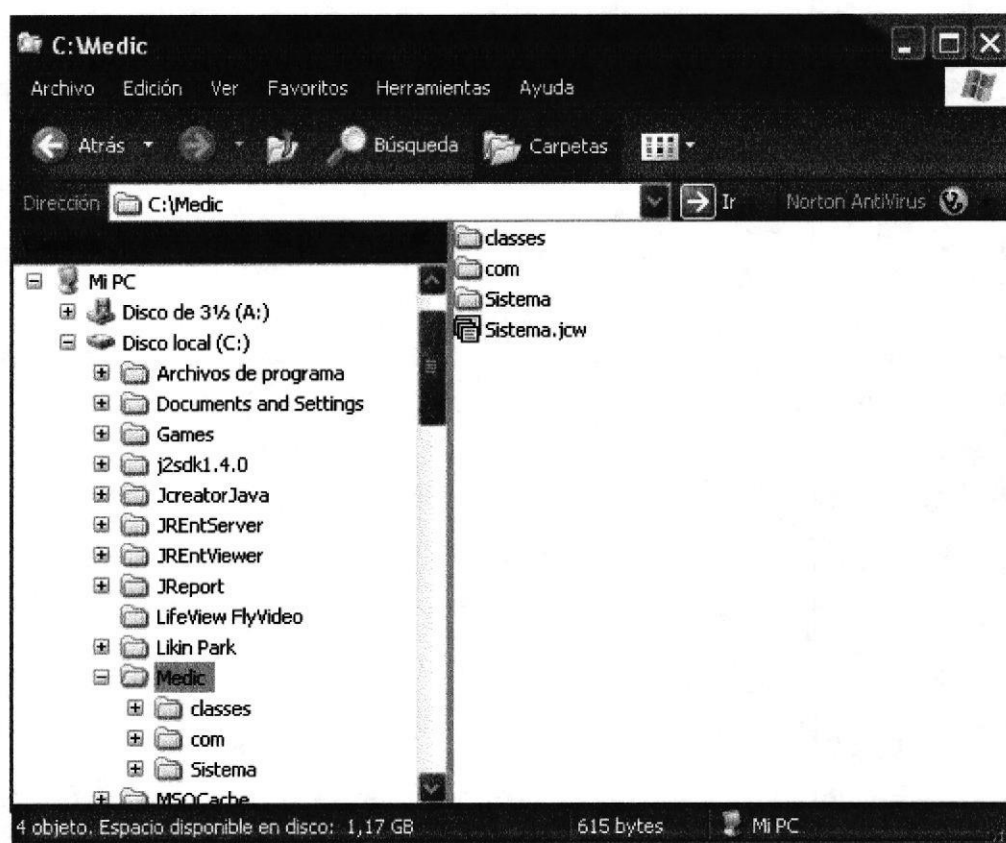 C:\Medic
Archivo Edición Ver Favoritos Herramientas Ayuda
Atrás Búsqueda Carpetas
Dirección C:\Medic Ir Norton AntiVirus
Mi PC
Disco de 3½ (A:)
Disco local (C:)
Archivos de programa
Documents and Settings
Games
j2sdk1.4.0
JcreatorJava
JREntServer
JREntViewer
JReport
LifeView FlyVideo
Likin Park
Medic
classes
com
Sistema
MSOCache
classes
com
Sistema
Sistema.jcw
4 objeto. Espacio disponible en disco: 1,17 GB 615 bytes Mi PC